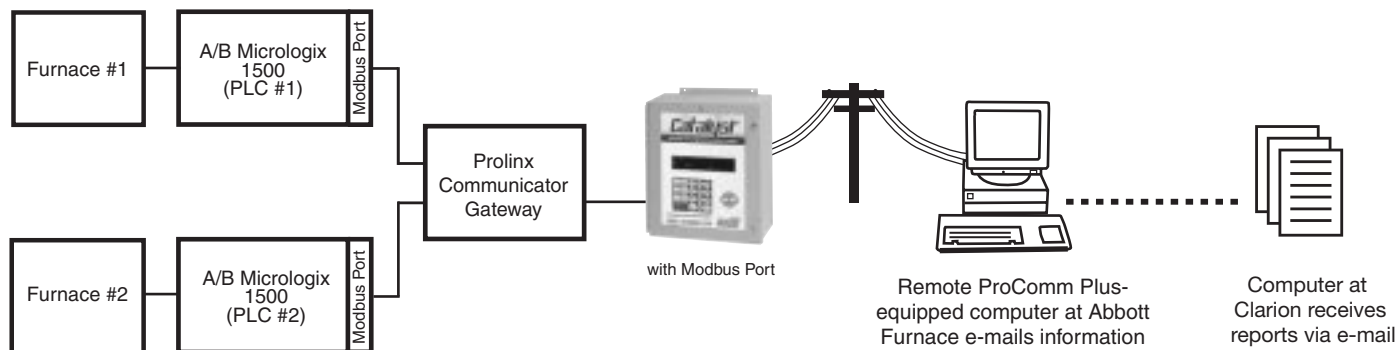 Furnace #1
A/B Micrologix
1500
(PLC #1)
Modbus Port
Furnace #2
A/B Micrologix
1500
(PLC #2)
Modbus Port
Prolinx
Communicator
Gateway
Catalyst
with Modbus Port
Remote ProComm Plus-
equipped computer at Abbott
Furnace e-mails information
Computer at
Clarion receives
reports via e-mail